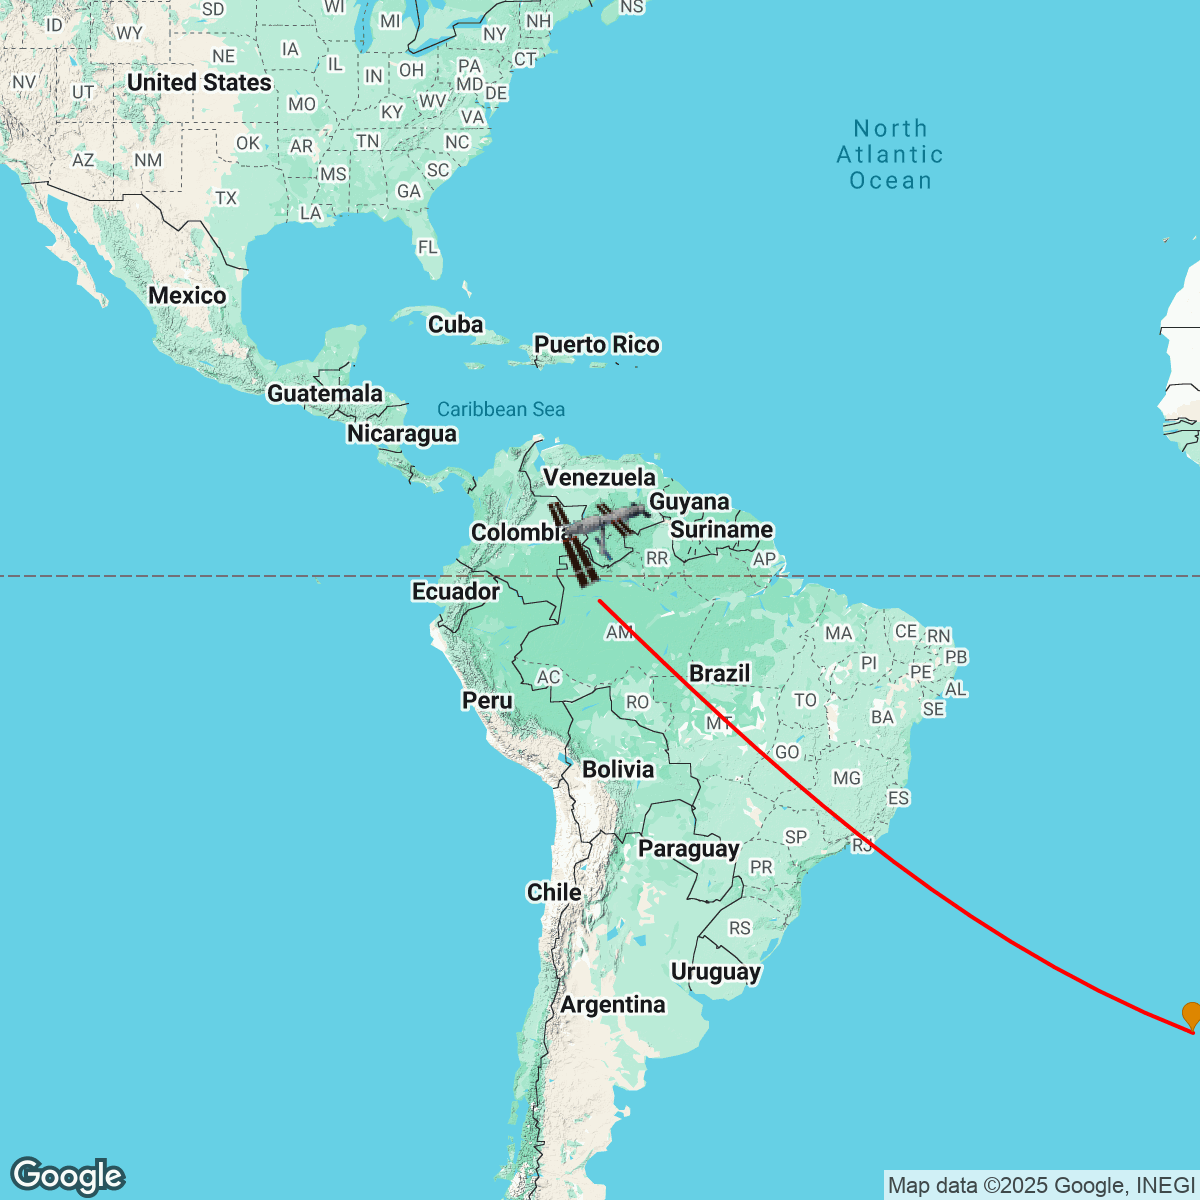 SD
WI
MI
NH
NS
ID
WY
NY
NE
IA
IL
IN
OH
PA
CT
NV
UT
United States
MD
DE
MO
KY
WV
VA
OK
AR
TN
NC
AZ
NM
MS
SC
TX
LA
GA
FL
North
Atlantic
Ocean
Mexico
Cuba
Puerto Rico
Guatemala
Caribbean Sea
Nicaragua
Venezuela
Guyana
Colombia
Suriname
RR
AP
Ecuador
AM
MA
CE
RN
PI
PB
PE
AC
Brazil
AL
Peru
RO
TO
SE
MT
BA
GO
Bolivia
MG
ES
SP
Paraguay
RJ
PR
Chile
RS
Uruguay
Argentina
Google
Map data ©2025 Google, INEGI